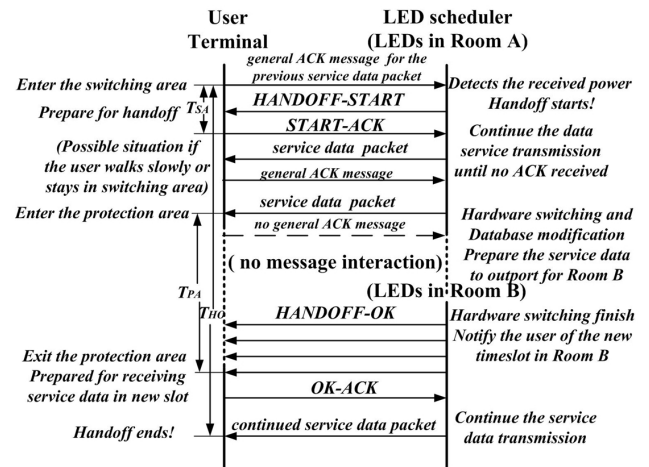 User
Terminal
LED scheduler
(LEDs in Room A)
general ACK message for the
previous service data packet
Enter the switching area
Detects the received power
Handoff starts!
Prepare for handoff
TSA
HANDOFF-START
START-ACK
Continue the data
service transmission
until no ACK received
(Possible situation if
the user walks slowly or
stays in switching area)
service data packet
general ACK message
service data packet
Enter the protection area
no general ACK message
Hardware switching and
Database modification
Prepare the service data
to outport for Room B
( no message interaction)
TPA
THO
(LEDs in Room B)
HANDOFF-OK
Hardware switching finish
Notify the user of the new
timeslot in Room B
Exit the protection area
Prepared for receiving
service data in new slot
OK-ACK
continued service data packet
Continue the service
data transmission
Handoff ends!